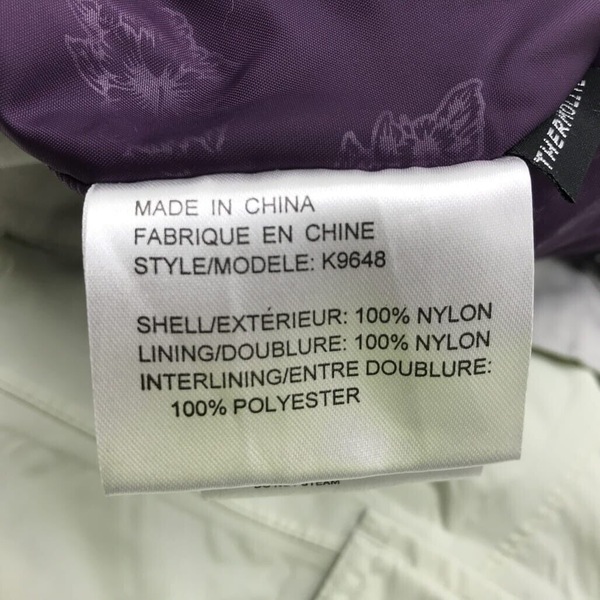 THERMOLITE
MADE IN CHINA
FABRIQUE EN CHINE
STYLE/MODELE: K9648
SHELL/EXTÉRIEUR: 100% NYLON
LINING/DOUBLURE: 100% NYLON
INTERLINING/ENTRE DOUBLURE:
100% POLYESTER